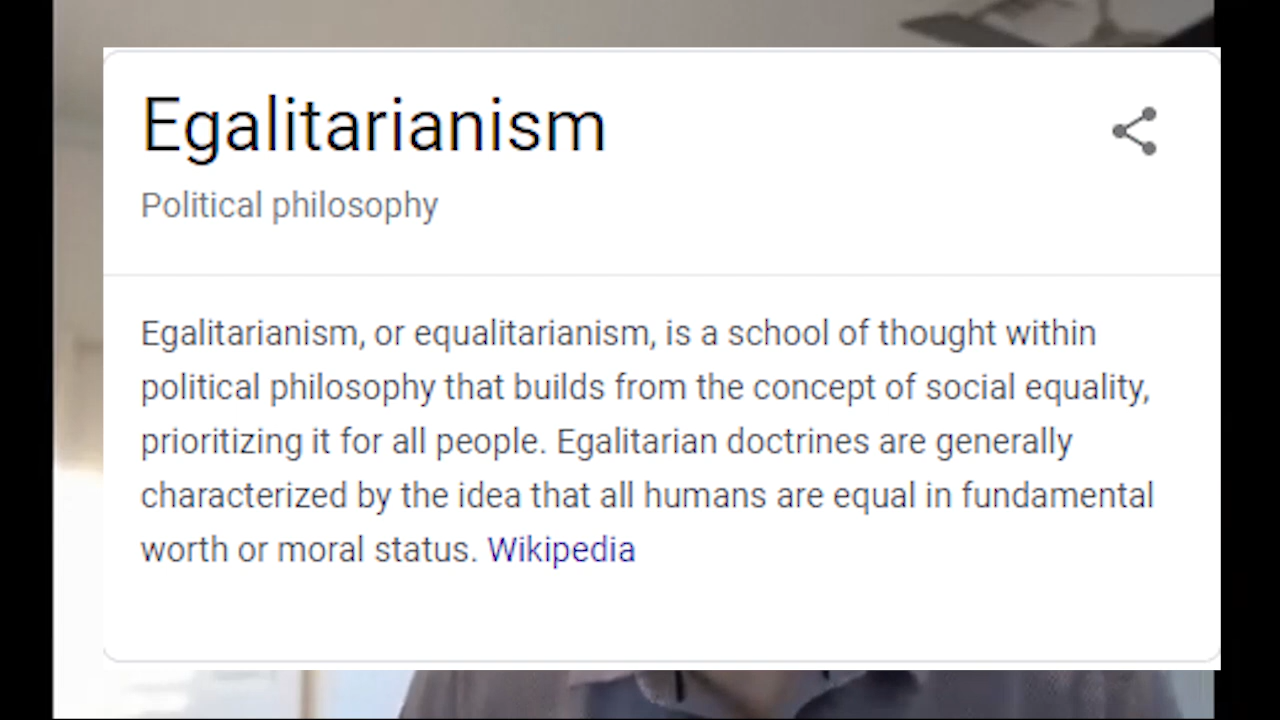 Egalitarianism
Political philosophy
Egalitarianism, or equalitarianism, is a school of thought within
political philosophy that builds from the concept of social equality,
prioritizing it for all people. Egalitarian doctrines are generally
characterized by the idea that all humans are equal in fundamental
worth or moral status. Wikipedia